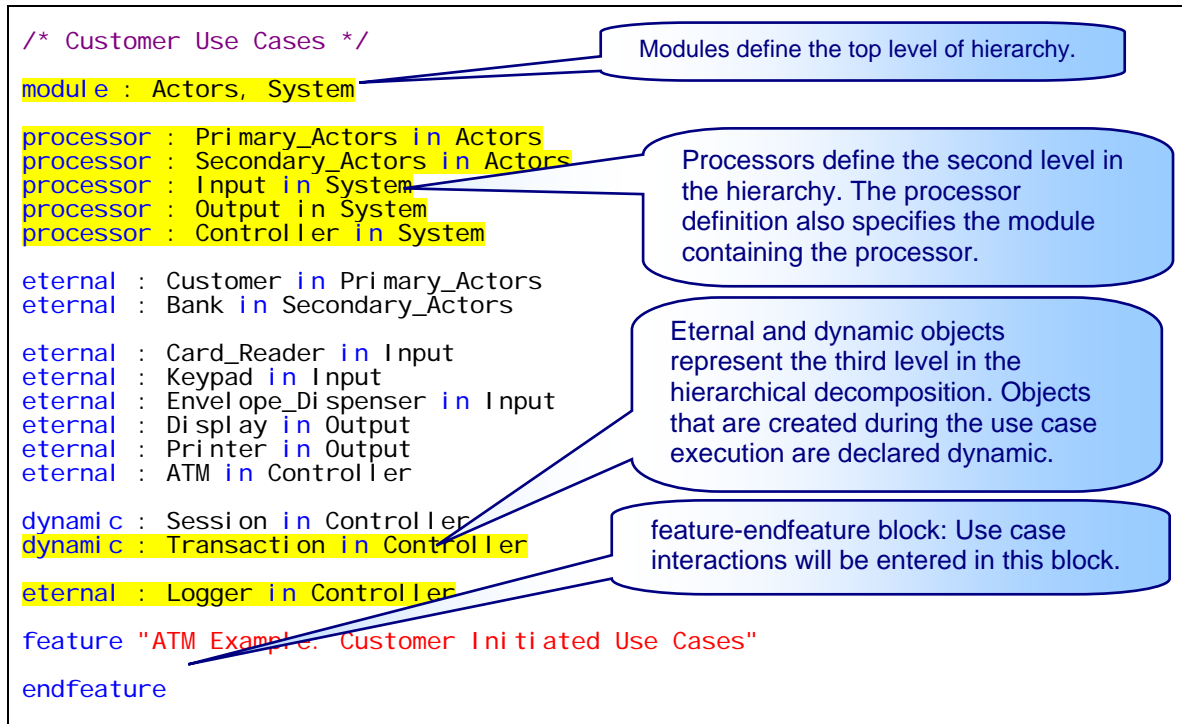 /* Customer Use Cases */
Modules define the top level of hierarchy.
module : Actors, System
processor : Primary_Actors in Actors
processor : Secondary_Actors in Actors
processor : Input in System
processor : Output in System
processor : Controller in System
Processors define the second level in
the hierarchy. The processor
definition also specifies the module
containing the processor.
eternal : Customer in Primary_Actors
eternal : Bank in Secondary_Actors
eternal : Card_Reader in Input
eternal : Keypad in Input
eternal : Envelope_Dispenser in Input
eternal : Display in Output
eternal : Printer in Output
eternal : ATM in Controller
Eternal and dynamic objects
represent the third level in the
hierarchical decomposition. Objects
that are created during the use case
execution are declared dynamic.
dynamic : Session in Controller
dynamic : Transaction in Controller
eternal : Logger in Controller
feature-endfeature block: Use case
interactions will be entered in this block.
feature "ATM Example: Customer Initiated Use Cases"
endfeature